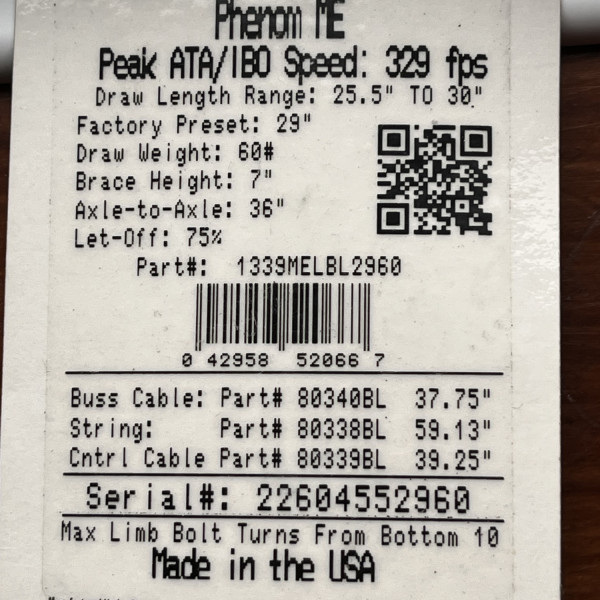 Phenom ME
Peak ATA/IBO Speed: 329 fps
Draw Length Range: 25.5" TO 30"
Factory Preset: 29"
Draw Weight: 60#
Brace Height: 7"
Axle-to-Axle: 36"
Let-Off: 75%
Part#: 1339MELBL2960
0 42958 52066 7
Buss Cable: Part# 80340BL 37.75"
String: Part# 80338BL 59.13"
Cntrl Cable Part# 80339BL 39.25"
Serial#: 22604552960
Max Limb Bolt Turns From Bottom 10
Made in the USA